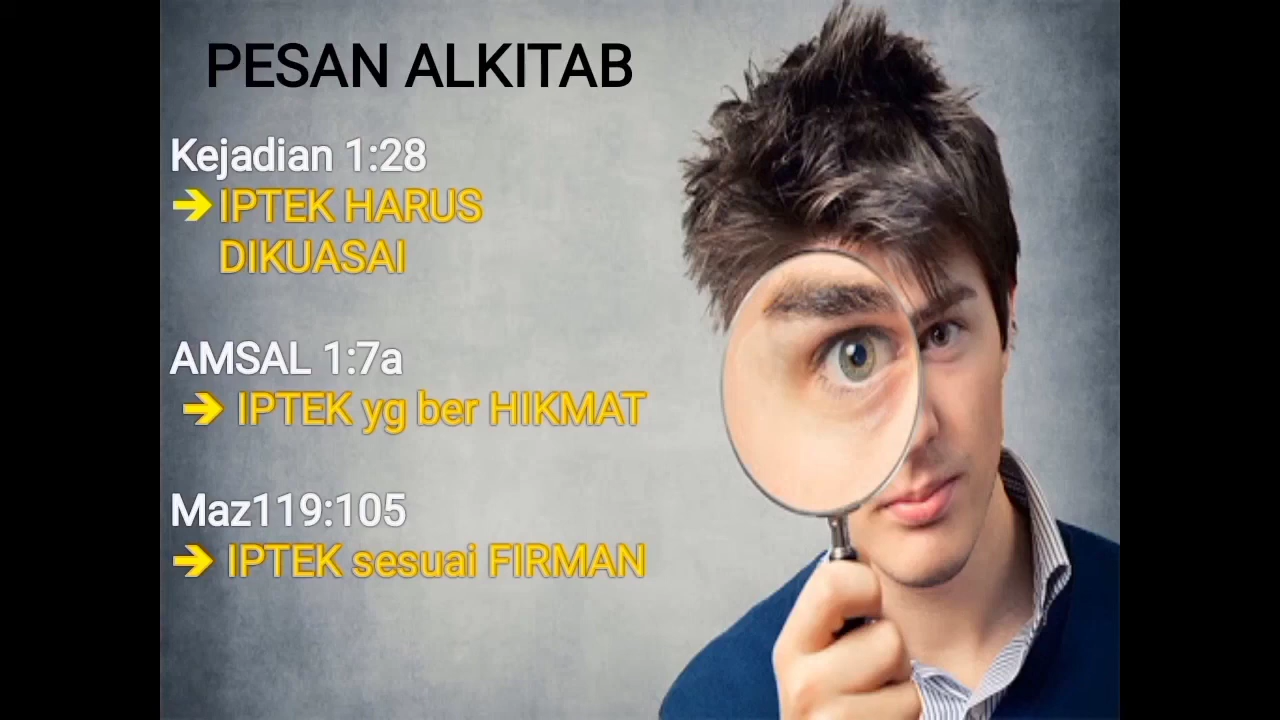 PESAN ALKITAB
Kejadian 1:28
➔IPTEK HARUS
DIKUASAI
AMSAL 1:7a
➔ IPTEK yg ber HIKMAT
Maz119:105
➔ IPTEK sesuai FIRMAN